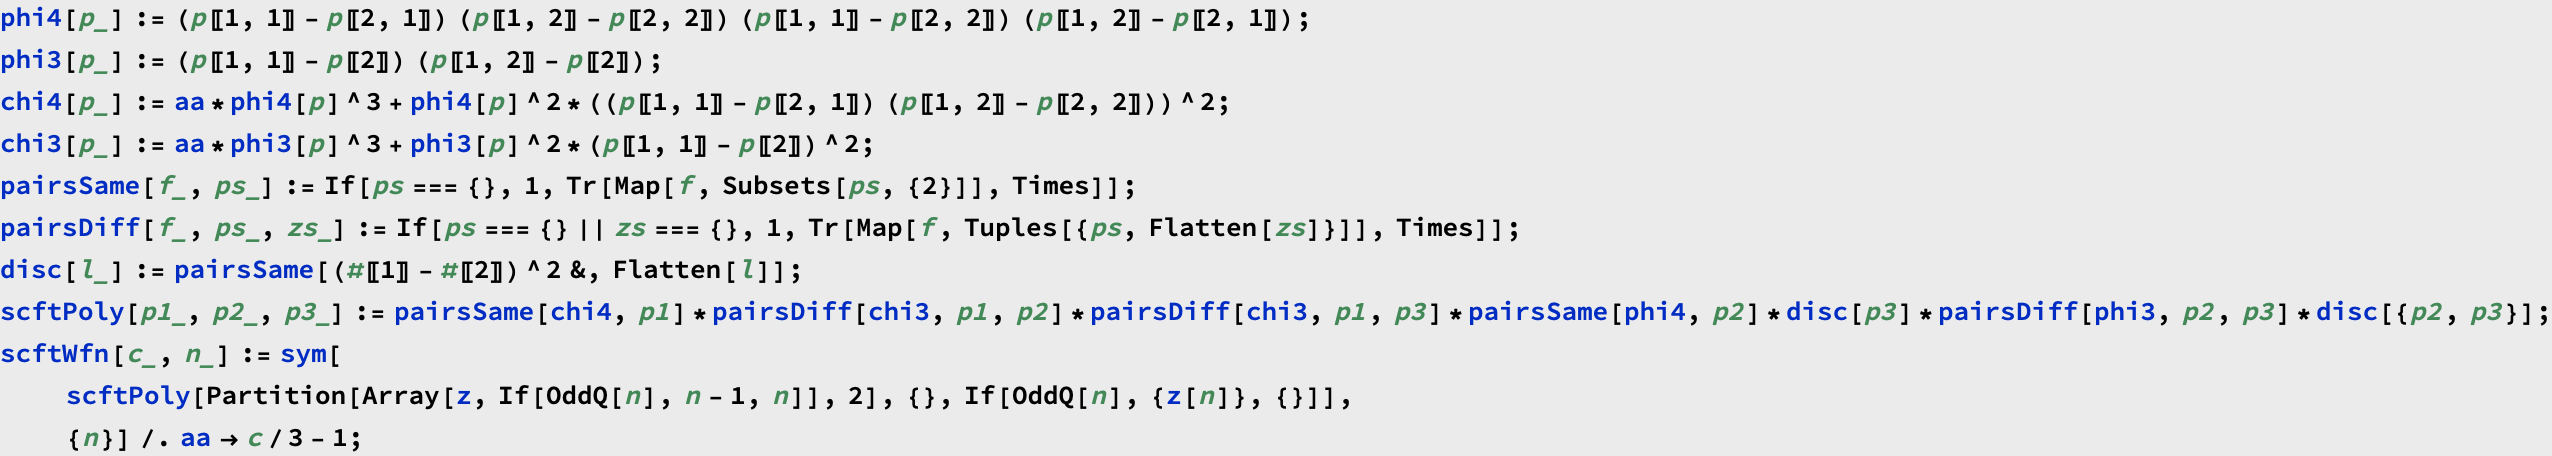 phi4[p_] := (p〚1, 1〛 - p〚2, 1〛) (p〚1, 2〛 - p〚2, 2〛) (p〚1, 1〛 - p〚2, 2〛) (p〚1, 2〛 - p〚2, 1〛);
phi3[p_] := (p〚1, 1〛 - p〚2〛) (p〚1, 2〛 - p〚2〛);
chi4[p_] := aa * phi4[p] ^ 3 + phi4[p] ^ 2 * ((p〚1, 1〛 - p〚2, 1〛) (p〚1, 2〛 - p〚2, 2〛)) ^ 2;
chi3[p_] := aa * phi3[p] ^ 3 + phi3[p] ^ 2 * (p〚1, 1〛 - p〚2〛) ^ 2;
pairsSame[f_, ps_] := If[ps === {}, 1, Tr[Map[f, Subsets[ps, {2}]], Times]];
pairsDiff[f_, ps_, zs_] := If[ps === {} || zs === {}, 1, Tr[Map[f, Tuples[{ps, Flatten[zs]}]], Times]];
disc[l_] := pairsSame[(#〚1〛 - #〚2〛) ^ 2 &, Flatten[l]];
scftPoly[p1_, p2_, p3_] := pairsSame[chi4, p1] * pairsDiff[chi3, p1, p2] * pairsDiff[chi3, p1, p3] * pairsSame[phi4, p2] * disc[p3] * pairsDiff[phi3, p2, p3] * disc[{p2, p3}];
scftWfn[c_, n_] := sym[
scftPoly[Partition[Array[z, If[OddQ[n], n - 1, n]], 2], {}, If[OddQ[n], {z[n]}, {}]],
{n}] /. aa → c / 3 - 1;